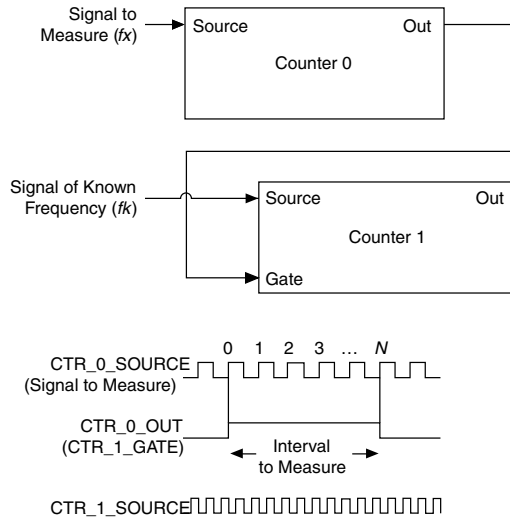 Signal to
Measure (fx)
Source
Out
Counter 0
Signal of Known
Frequency (fk)
Source
Out
Counter 1
Gate
0 1 2 3 … N
CTR_0_SOURCE
(Signal to Measure)
CTR_0_OUT
(CTR_1_GATE)
Interval
to Measure
CTR_1_SOURCE